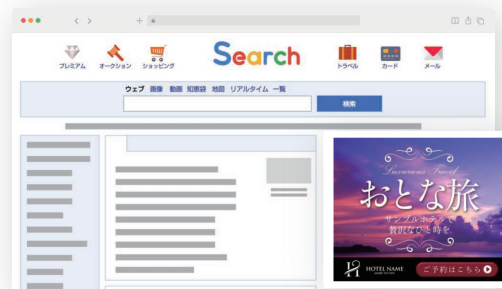 Search
プレミアム オークション ショッピング
トラベル カード メール
ウェブ 画像 動画 知恵袋 地図 リアルタイム 一覧
検索
Luxurious Travel
おとな旅
サンプルホテルで
贅沢なひと時を
HOTEL NAME
ご予約はこちら